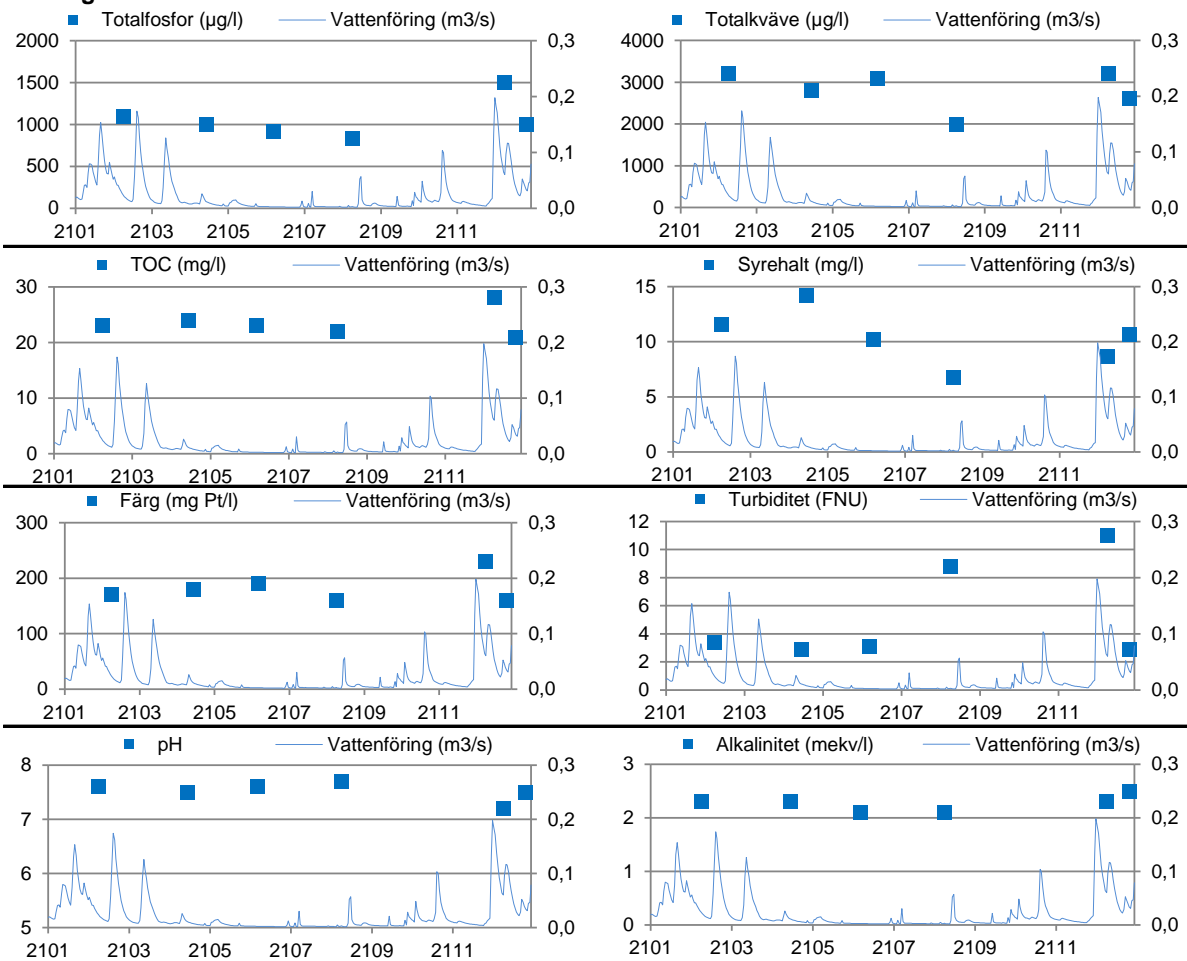 Totalfosfor (µg/l) Vattenföring (m3/s)
2000 0,3
1500 0,2
1000
500 0,1
0 0,0
2101 2103 2105 2107 2109 2111
Totalkväve (µg/l) Vattenföring (m3/s)
4000 0,3
3000 0,2
2000
1000 0,1
0 0,0
2101 2103 2105 2107 2109 2111
TOC (mg/l) Vattenföring (m3/s)
30 0,3
20 0,2
10 0,1
0 0,0
2101 2103 2105 2107 2109 2111
Syrehalt (mg/l) Vattenföring (m3/s)
15 0,3
10 0,2
5 0,1
0 0,0
2101 2103 2105 2107 2109 2111
Färg (mg Pt/l) Vattenföring (m3/s)
300 0,3
200 0,2
100 0,1
0 0,0
2101 2103 2105 2107 2109 2111
Turbiditet (FNU) Vattenföring (m3/s)
12 0,3
10
8 0,2
6
4 0,1
2
0 0,0
2101 2103 2105 2107 2109 2111
pH Vattenföring (m3/s)
8 0,3
7 0,2
6 0,1
5 0,0
2101 2103 2105 2107 2109 2111
Alkalinitet (mekv/l) Vattenföring (m3/s)
3 0,3
2 0,2
1 0,1
0 0,0
2101 2103 2105 2107 2109 2111